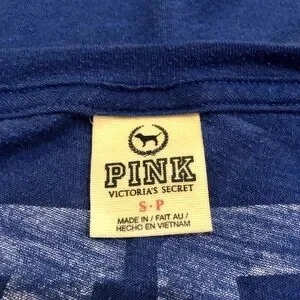 PINK
VICTORIA'S SECRET
S · P
MADE IN / FAIT AU /
HECHO EN VIETNAM